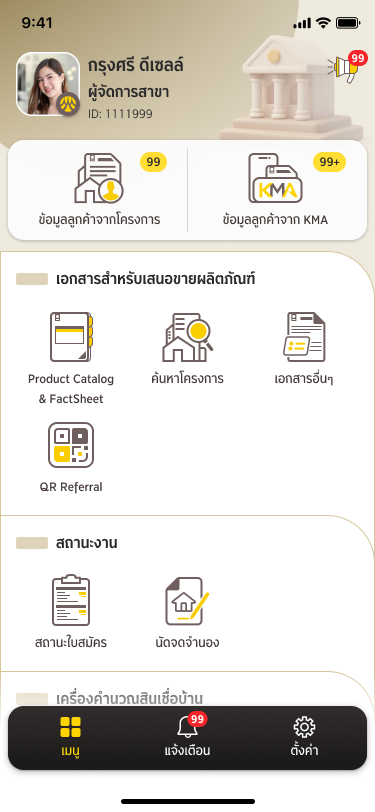 9:41
กรุงศรี ดีเซลล์
99
ผู้จัดการสาขา
ID: 1111999
99
99+
KMA
ข้อมูลลูกค้าจากโครงการ
ข้อมูลลูกค้าจาก KMA
เอกสารสำหรับเสนอขายผลิตภัณฑ์
Product Catalog
& FactSheet
ค้นหาโครงการ
เอกสารอื่นๆ
QR Referral
สถานะงาน
สถานะใบสมัคร
นัดจดจำนอง
เครื่องคำนวณสินเชื่อบ้าน
99
เมนู
แจ้งเตือน
ตั้งค่า